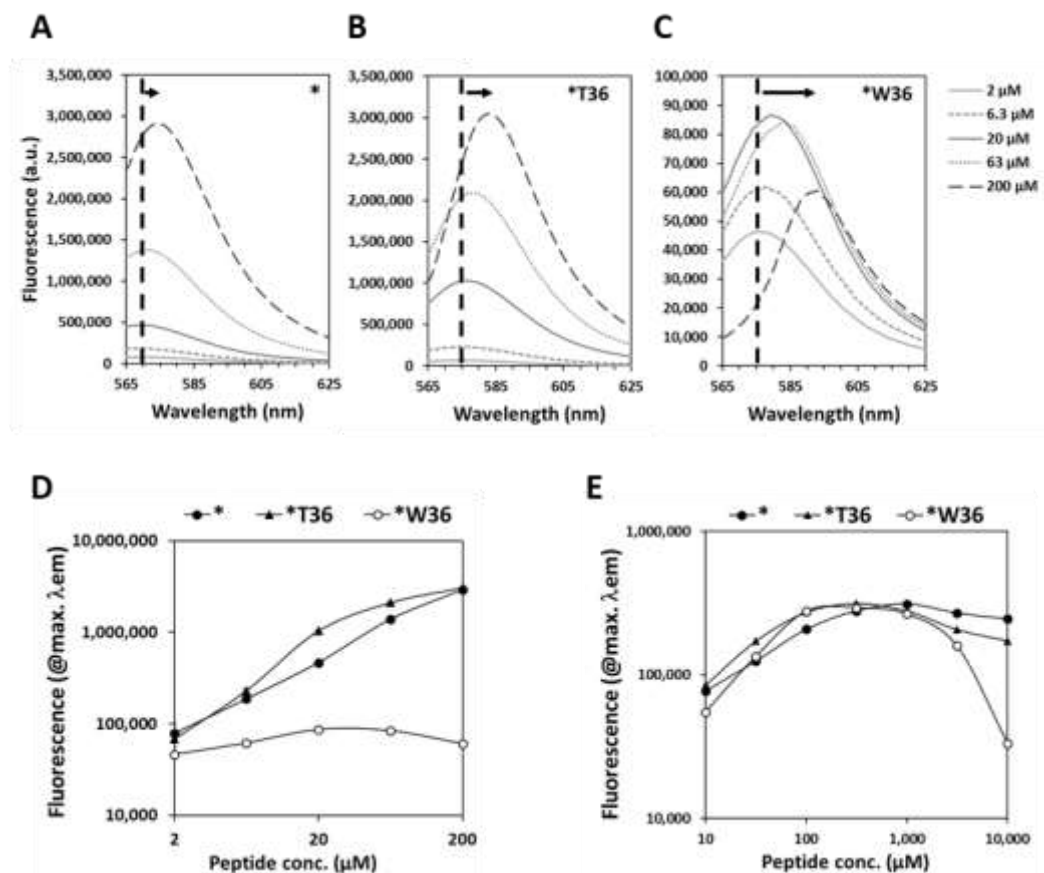 A
B
C
3,500,000
3,000,000
2,500,000
2,000,000
1,500,000
1,000,000
500,000
0
Fluorescence (a.u.)
565 585 605 625
Wavelength (nm)
*
3,500,000
3,000,000
2,500,000
2,000,000
1,500,000
1,000,000
500,000
0
565 585 605 625
Wavelength (nm)
*T36
100,000
90,000
80,000
70,000
60,000
50,000
40,000
30,000
20,000
10,000
0
565 585 605 625
Wavelength (nm)
*W36
2 µM
6.3 µM
20 µM
63 µM
200 µM
D
* *T36 *W36
10,000,000
1,000,000
100,000
10,000
Fluorescence (@max. λ.em)
2 20 200
Peptide conc. (µM)
E
* *T36 *W36
1,000,000
100,000
10,000
Fluorescence (@max. λ.em)
10 100 1,000 10,000
Peptide conc. (µM)